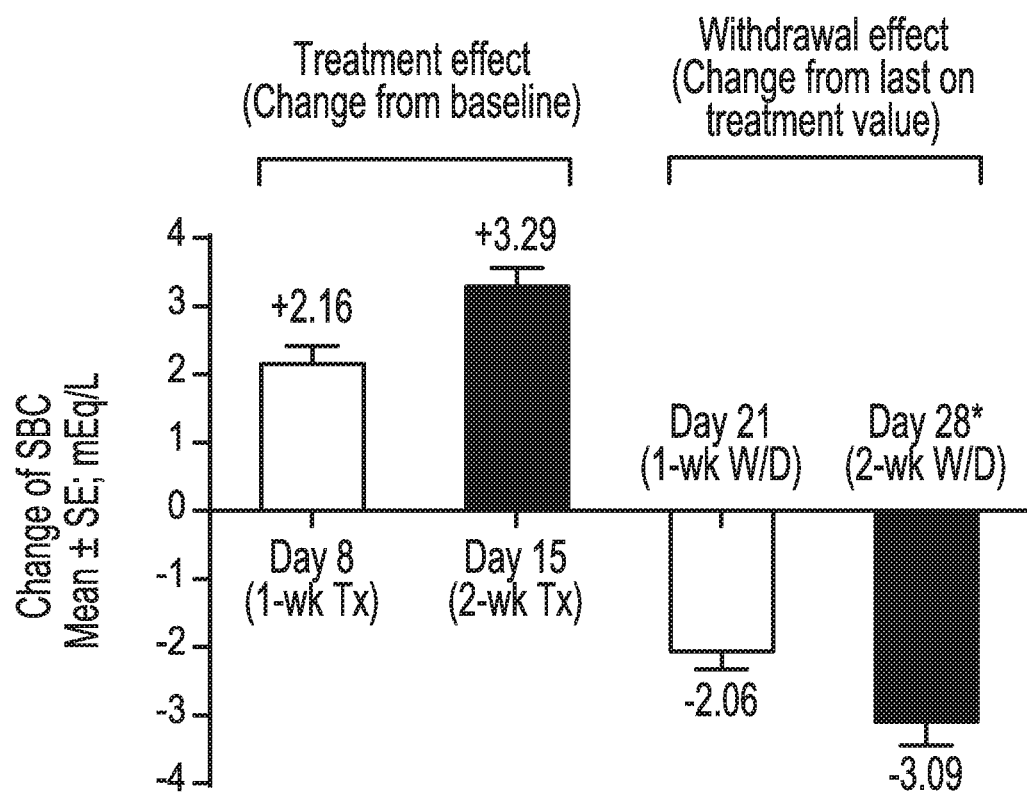 Treatment effect
(Change from baseline)
Withdrawal effect
(Change from last on
treatment value)
Change of SBC
Mean ± SE; mEq/L
4
3
2
1
0
-1
-2
-3
-4
+2.16
+3.29
Day 8
(1-wk Tx)
Day 15
(2-wk Tx)
Day 21
(1-wk W/D)
Day 28*
(2-wk W/D)
-2.06
-3.09